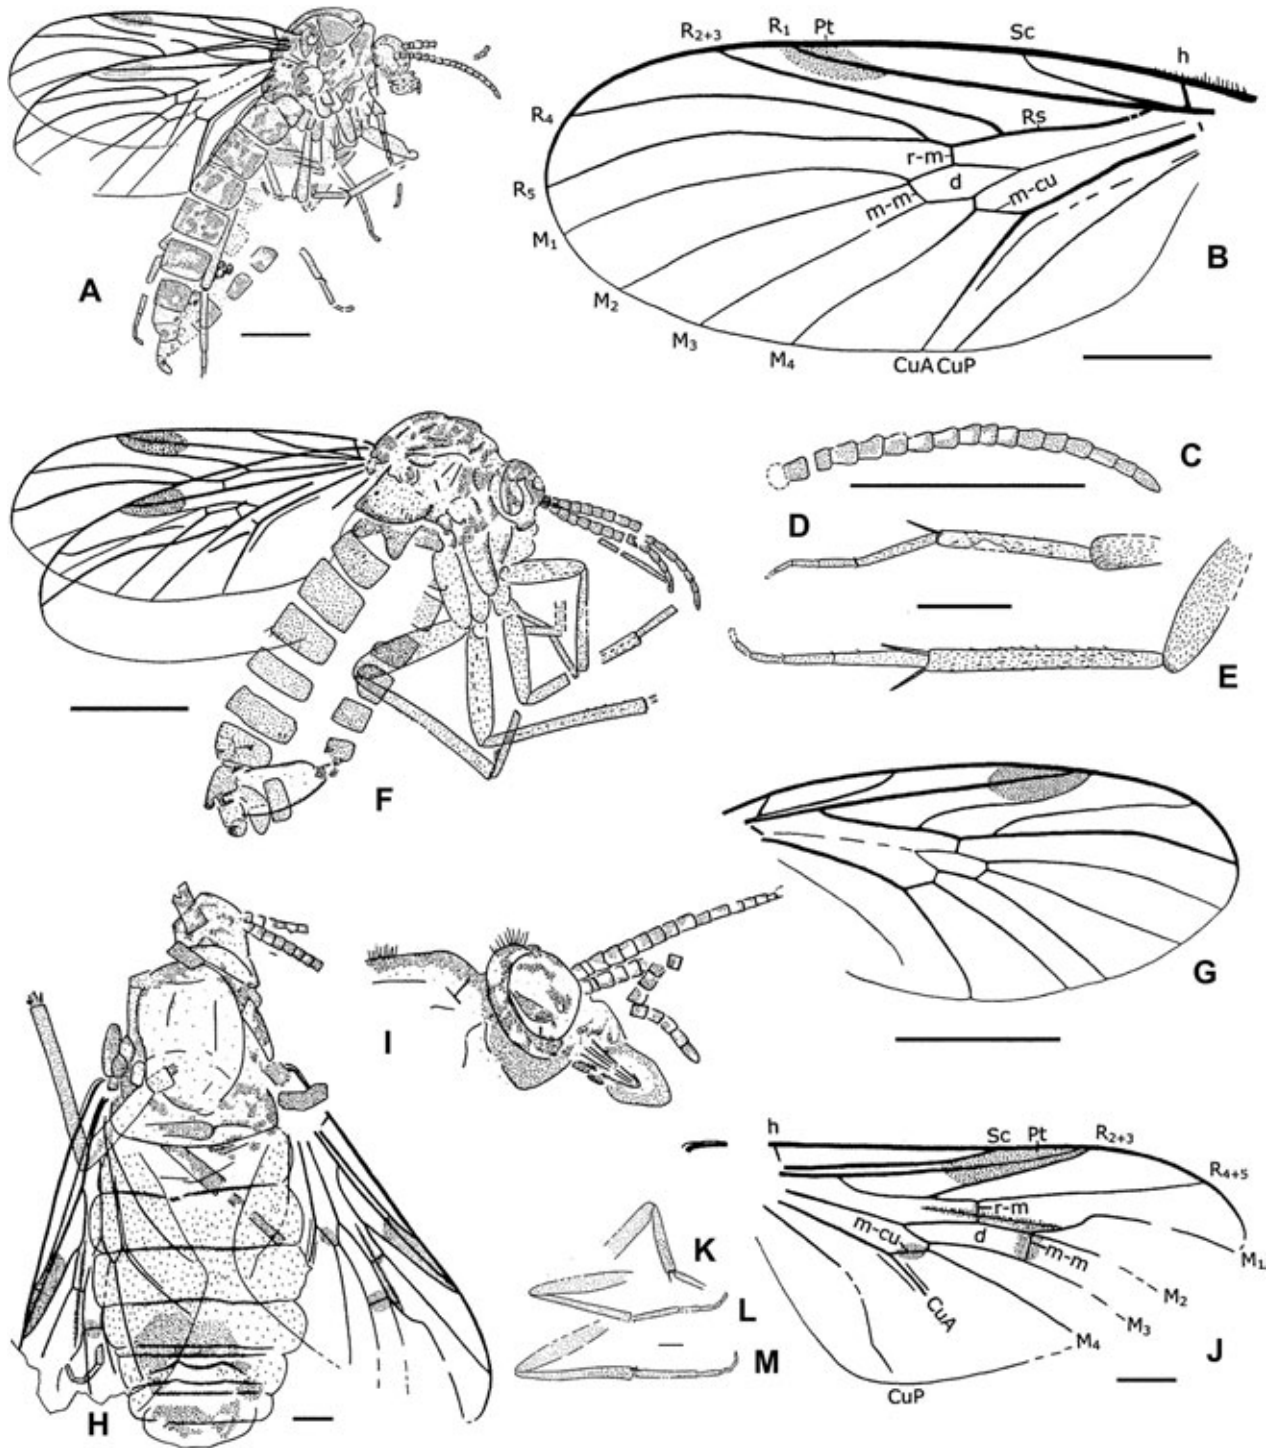 R2+3 R1 Pt Sc h
R4
Rs
r-m
R5
d
m-m
m-cu
M1
B
A
M2
M3
M4
CuA CuP
C
D
E
F
G
I
h Sc Pt R2+3
R4+5
r-m
m-cu d m-m
M1
K
M2
L
CuA M3
M4
J
M
CuP
H